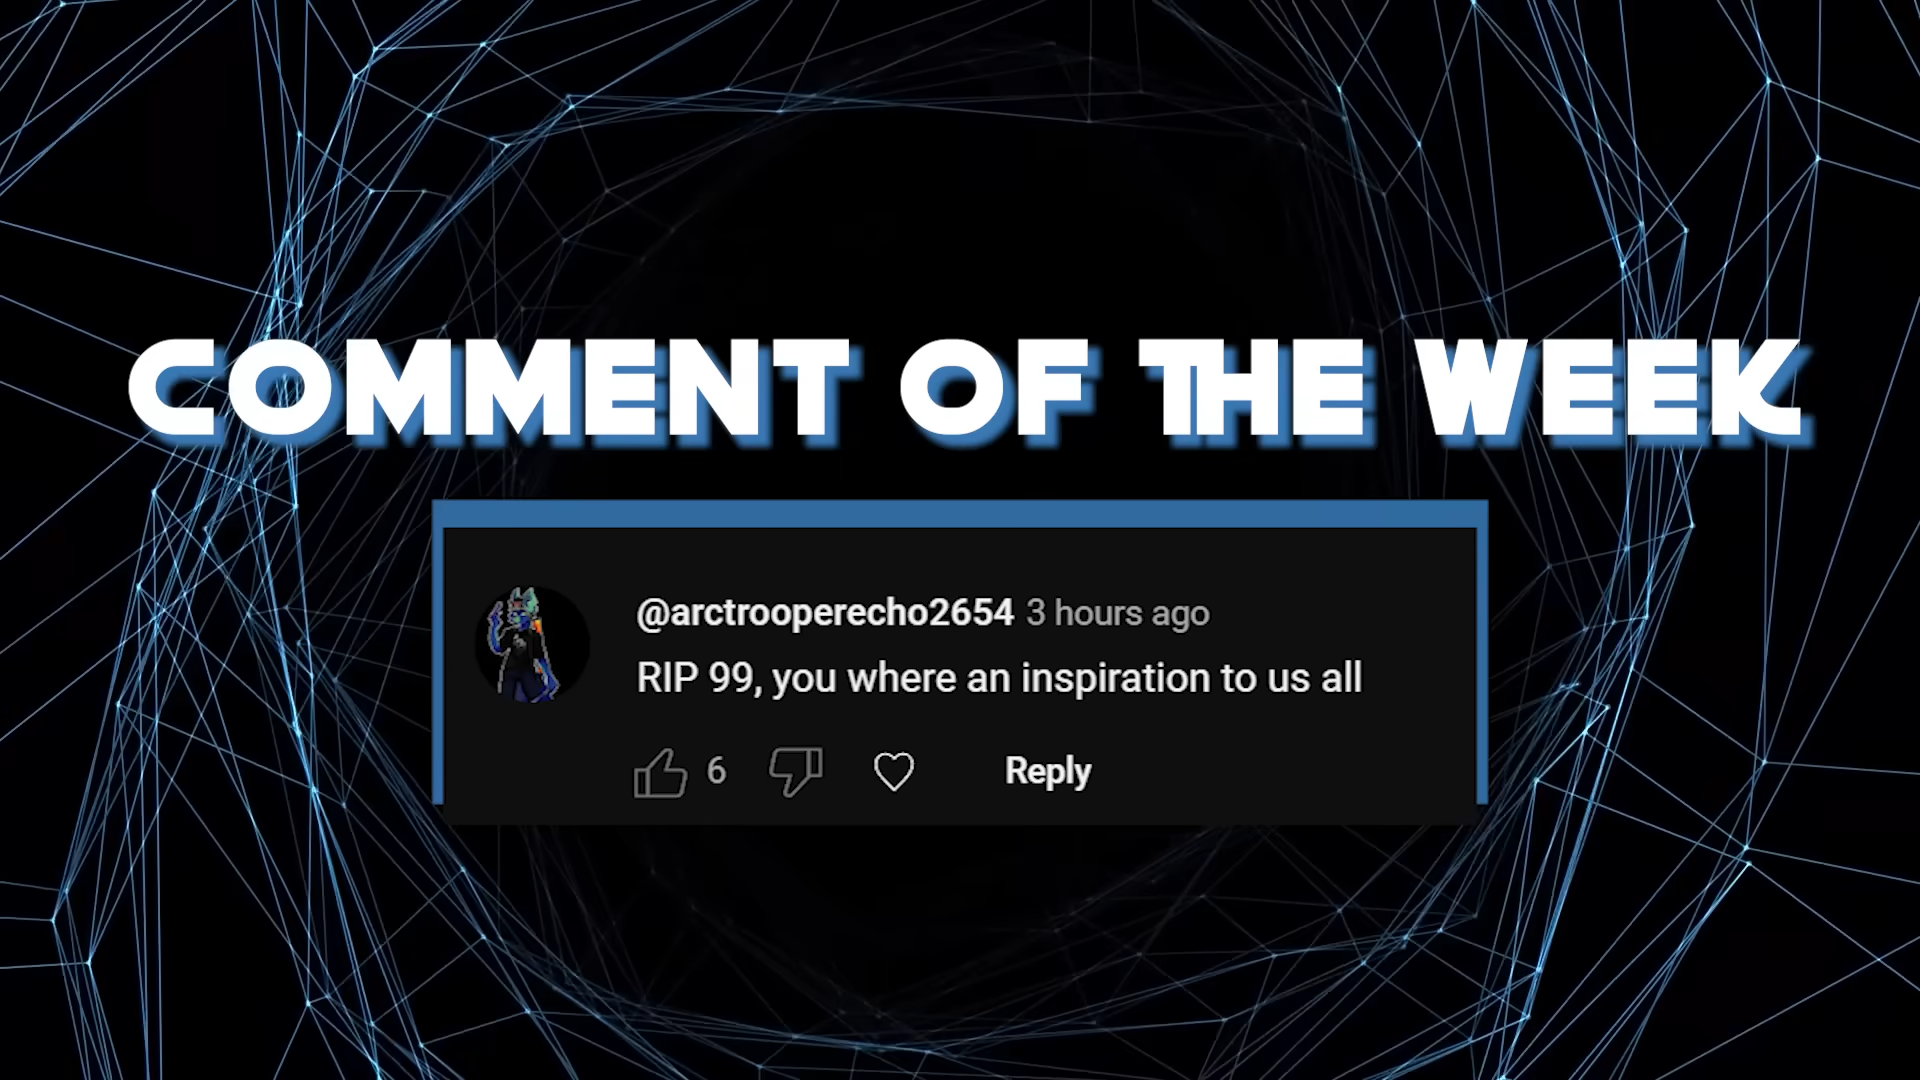 COMMENT OF THE WEEK
@arctrooperecho2654 3 hours ago
RIP 99, you where an inspiration to us all
6 Reply